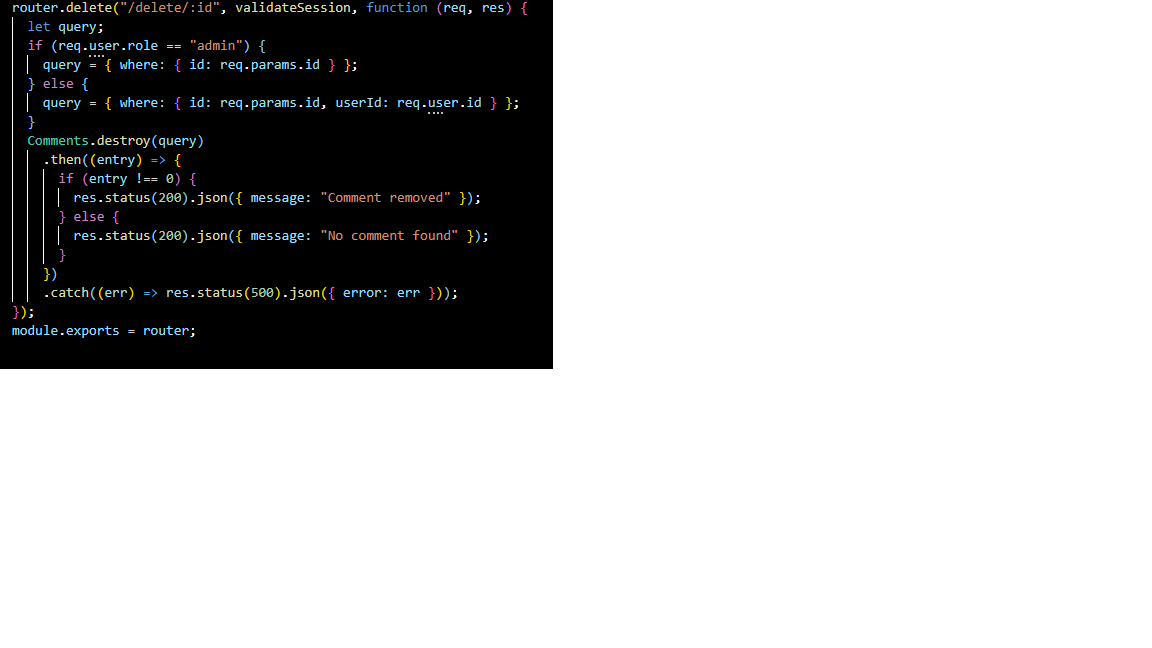 router.delete("/delete/:id", validateSession, function (req, res) {
  let query;
  if (req.user.role == "admin") {
    query = { where: { id: req.params.id } };
  } else {
    query = { where: { id: req.params.id, userId: req.user.id } };
  }
  Comments.destroy(query)
    .then((entry) => {
      if (entry !== 0) {
        res.status(200).json({ message: "Comment removed" });
      } else {
        res.status(200).json({ message: "No comment found" });
      }
    })
    .catch((err) => res.status(500).json({ error: err }));
});
module.exports = router;